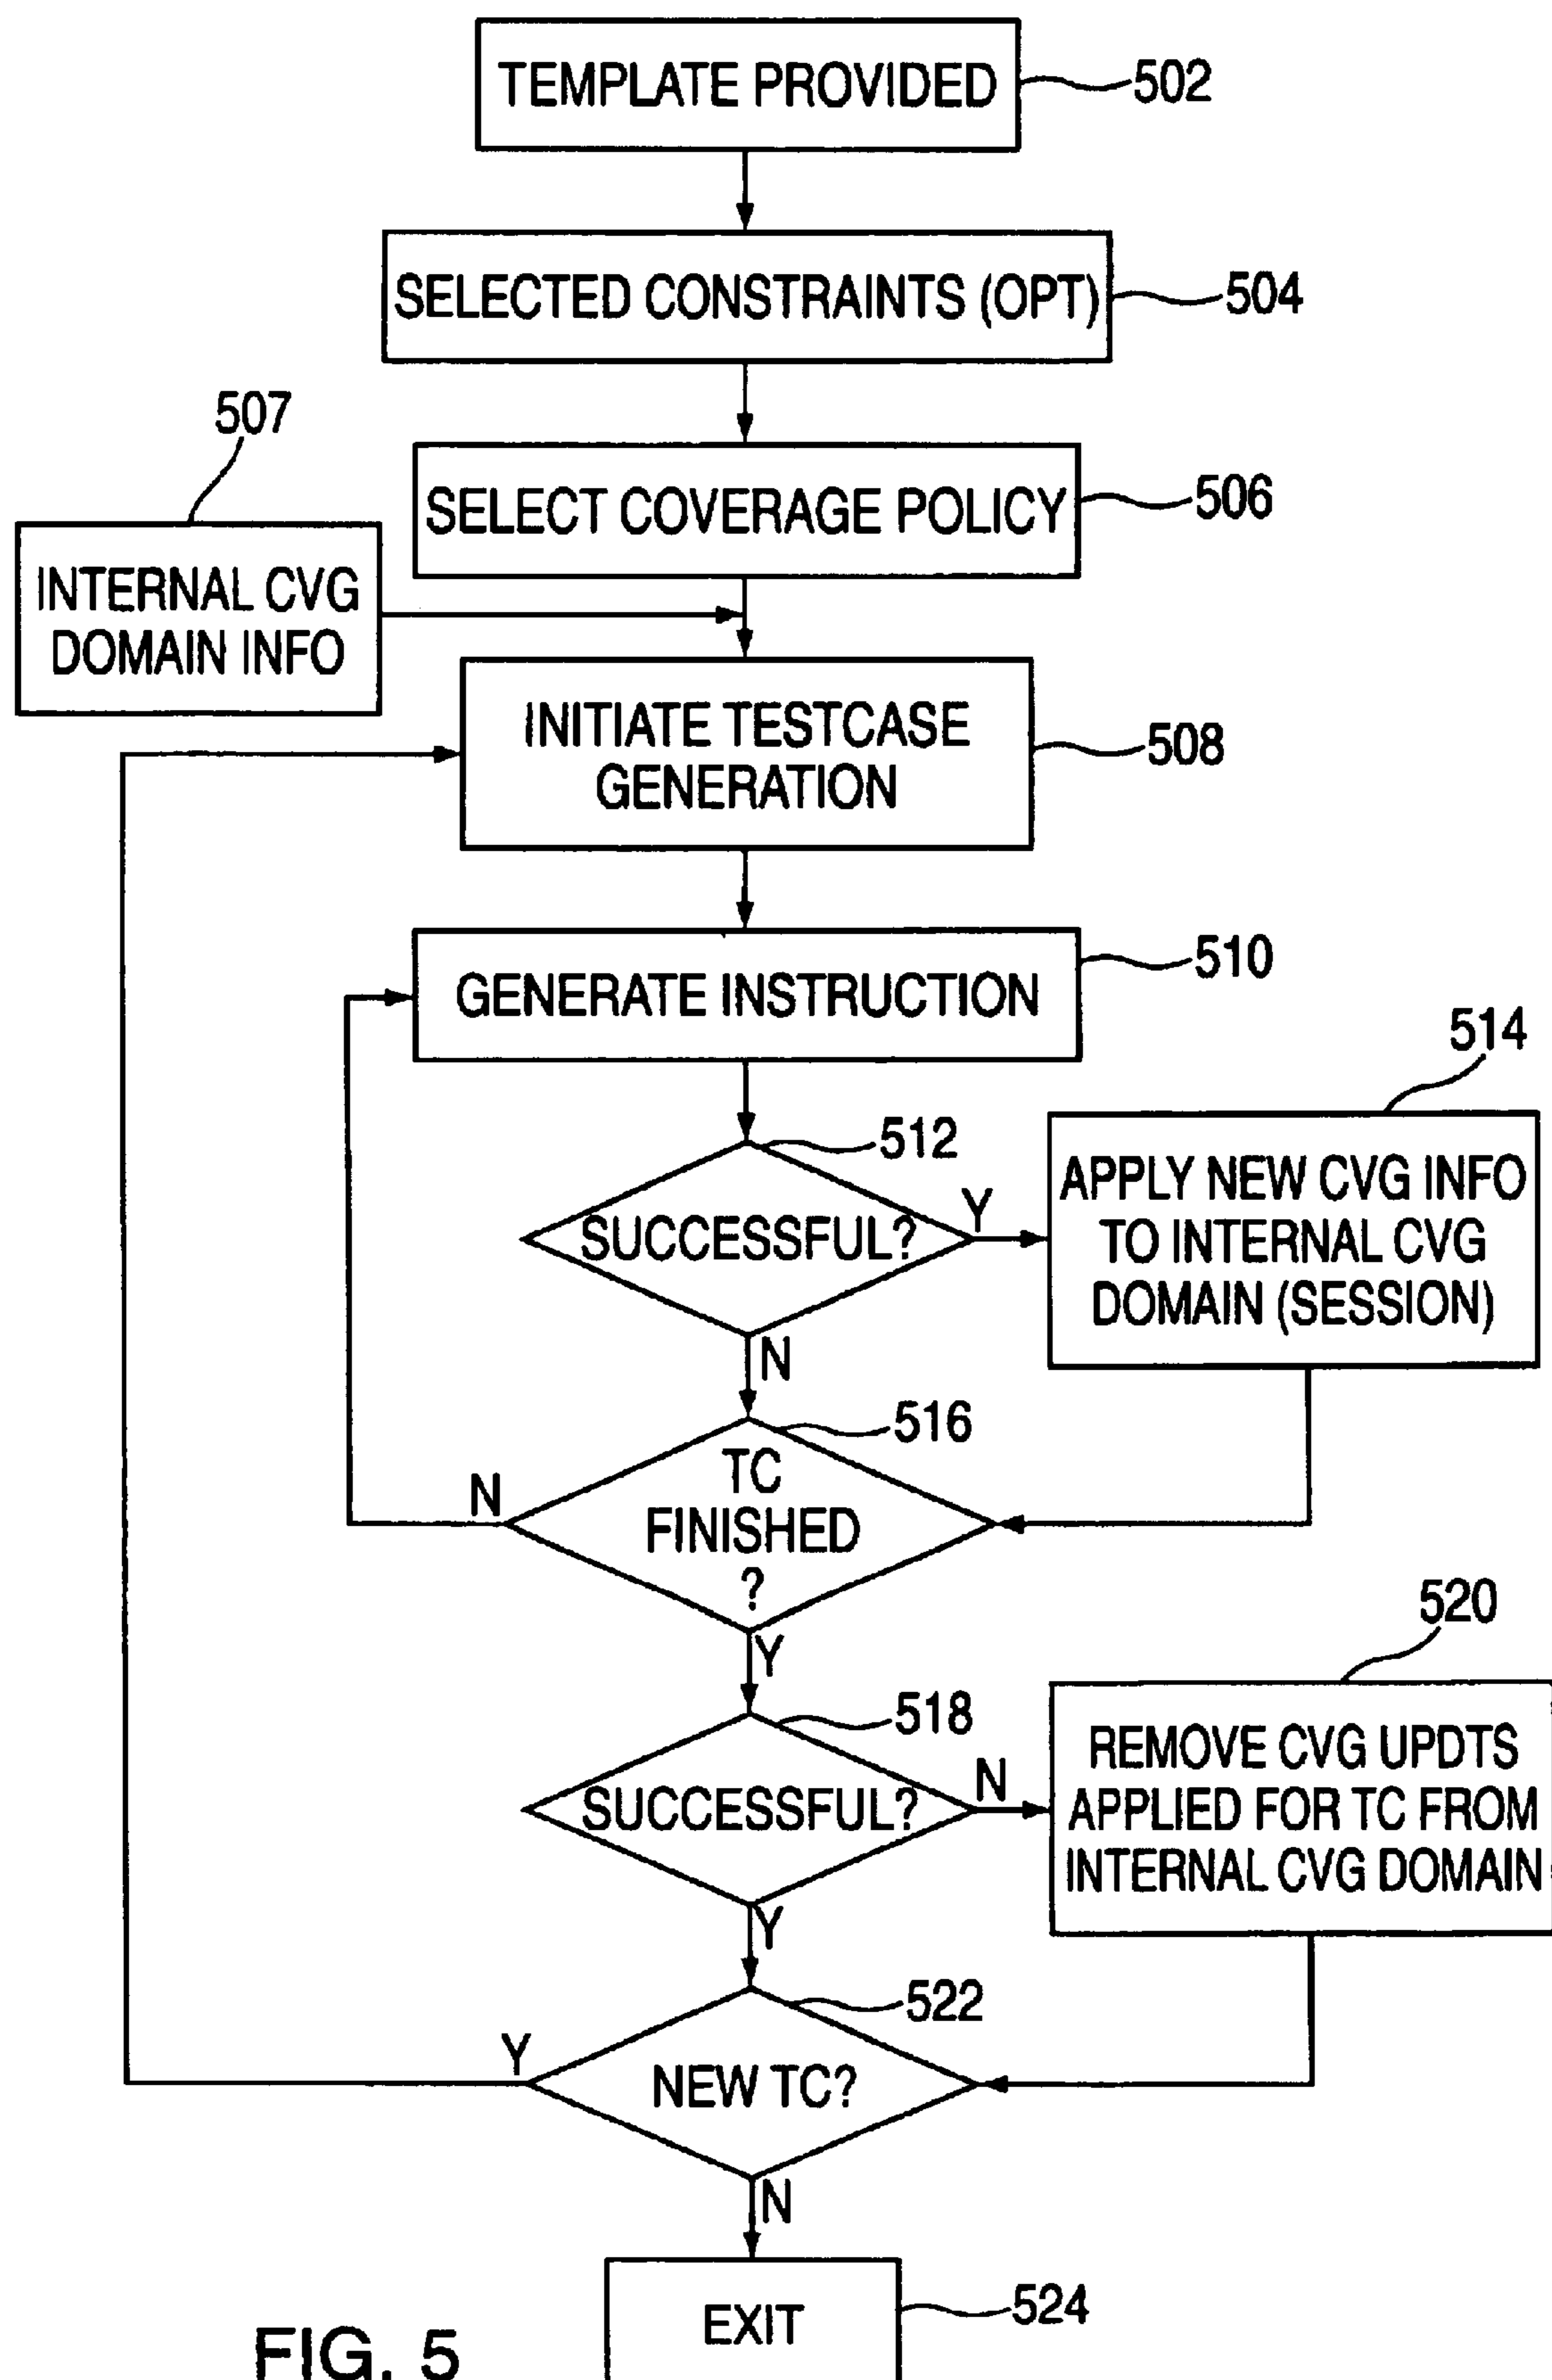 TEMPLATE PROVIDED
502
SELECTED CONSTRAINTS (OPT)
504
507
SELECT COVERAGE POLICY
506
INTERNAL CVG
DOMAIN INFO
INITIATE TESTCASE
GENERATION
508
GENERATE INSTRUCTION
510
514
512
SUCCESSFUL?
Y
APPLY NEW CVG INFO
TO INTERNAL CVG
DOMAIN (SESSION)
N
516
TC
FINISHED
?
N
Y
520
518
SUCCESSFUL?
N
REMOVE CVG UPDTS
APPLIED FOR TC FROM
INTERNAL CVG DOMAIN
Y
522
Y
NEW TC?
N
EXIT
524
FIG. 5